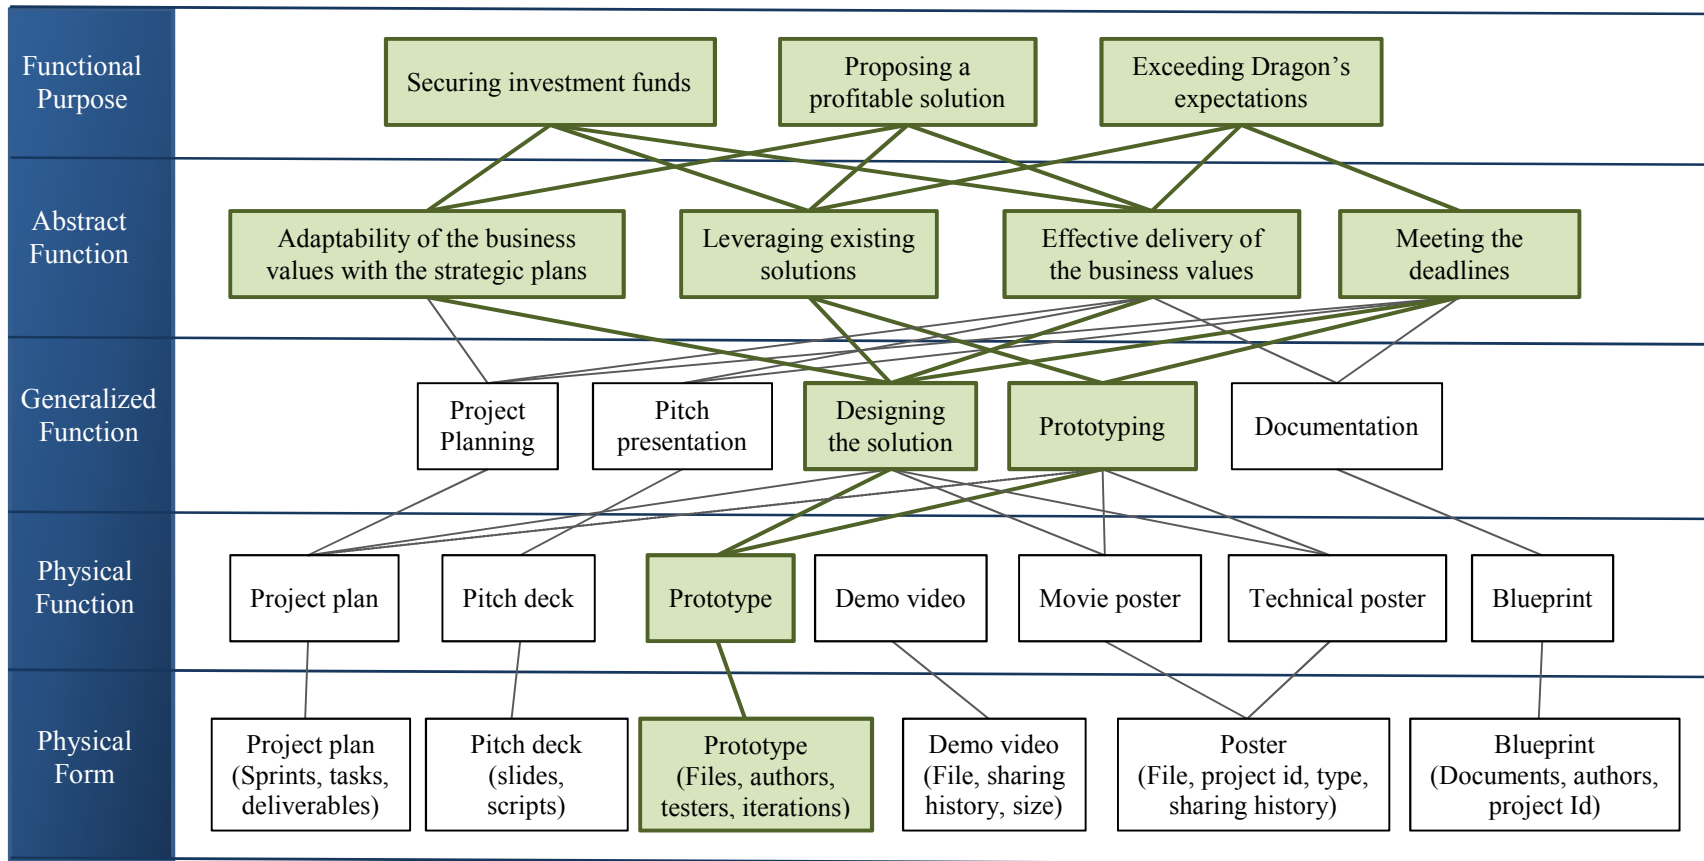 Functional
Purpose
Securing investment funds
Proposing a
profitable solution
Exceeding Dragon's
expectations
Abstract
Function
Adaptability of the business
values with the strategic plans
Leveraging existing
solutions
Effective delivery of
the business values
Meeting the
deadlines
Generalized
Function
Project
Planning
Pitch
presentation
Designing
the solution
Prototyping
Documentation
Physical
Function
Project plan
Pitch deck
Prototype
Demo video
Movie poster
Technical poster
Blueprint
Physical
Form
Project plan
(Sprints, tasks,
deliverables)
Pitch deck
(slides,
scripts)
Prototype
(Files, authors,
testers, iterations)
Demo video
(File, sharing
history, size)
Poster
(File, project id, type,
sharing history)
Blueprint
(Documents, authors,
project Id)